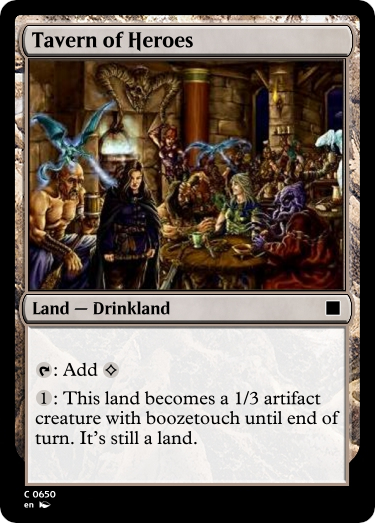 Tavern of Heroes
Land — Drinkland
: Add
1: This land becomes a 1/3 artifact
creature with boozetouch until end of
turn. It's still a land.
C 0650
en